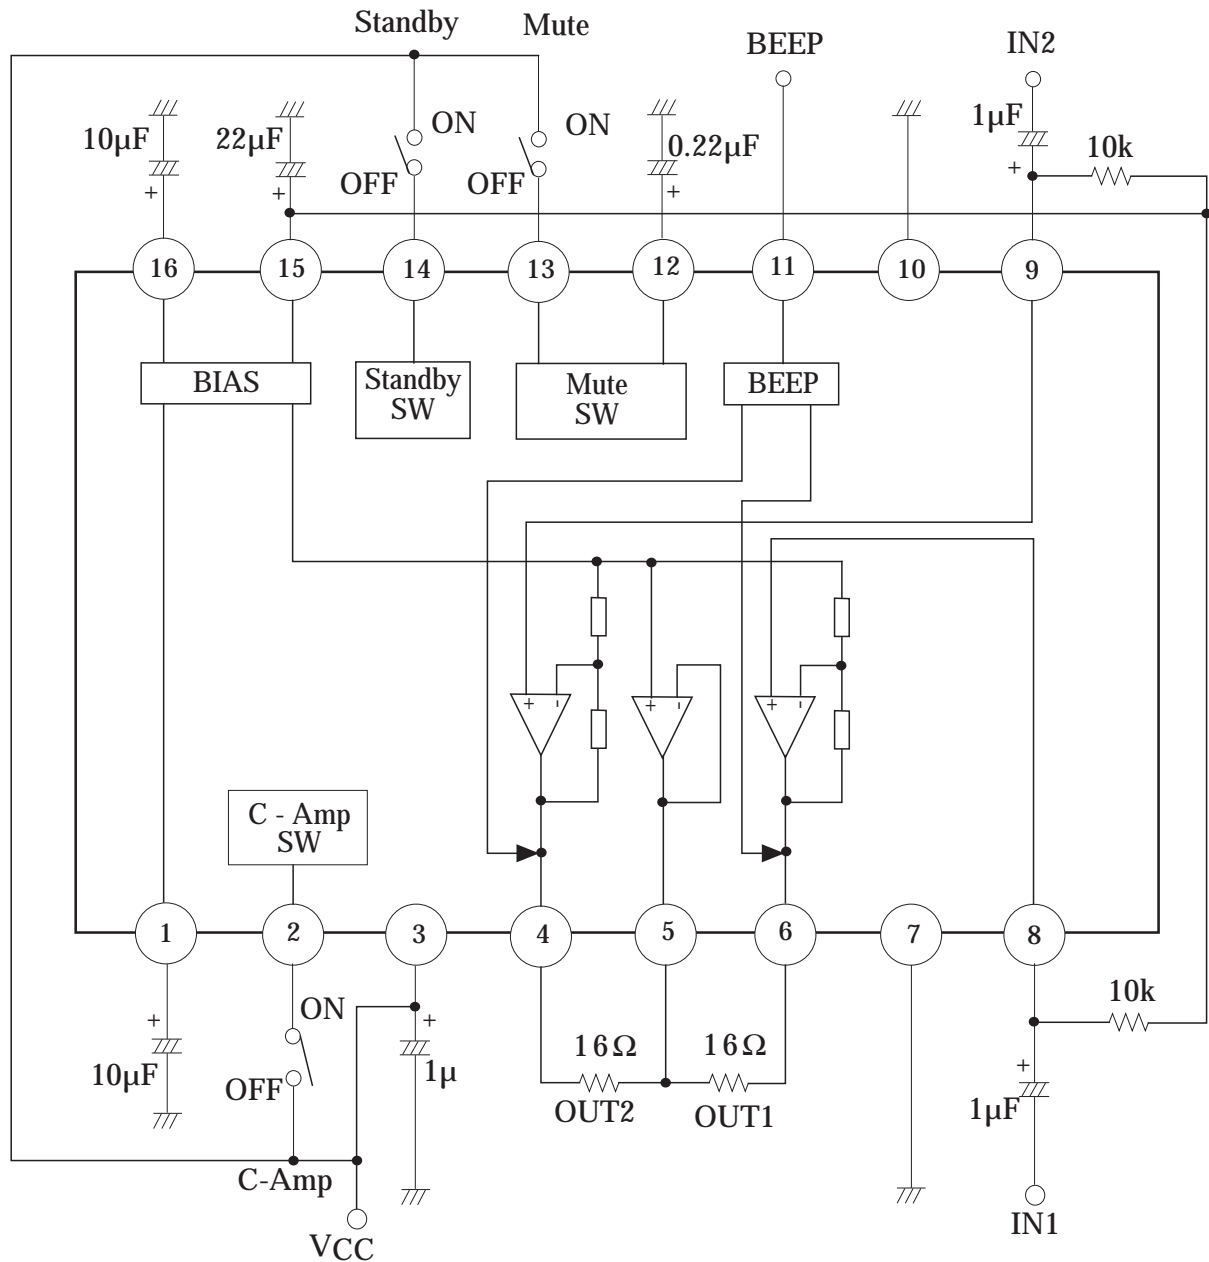 Standby
Mute
BEEP
IN2
10µF
22µF
ON
OFF
ON
OFF
0.22µF
1µF
10k
+
+
+
+
16
15
14
13
12
11
10
9
BIAS
Standby
SW
Mute
SW
BEEP
+ -
+ -
+ -
C - Amp
SW
1
2
3
4
5
6
7
8
+
10µF
ON
OFF
C-Amp
+
1µ
16Ω
OUT2
16Ω
OUT1
10k
+
1µF
IN1
VCC